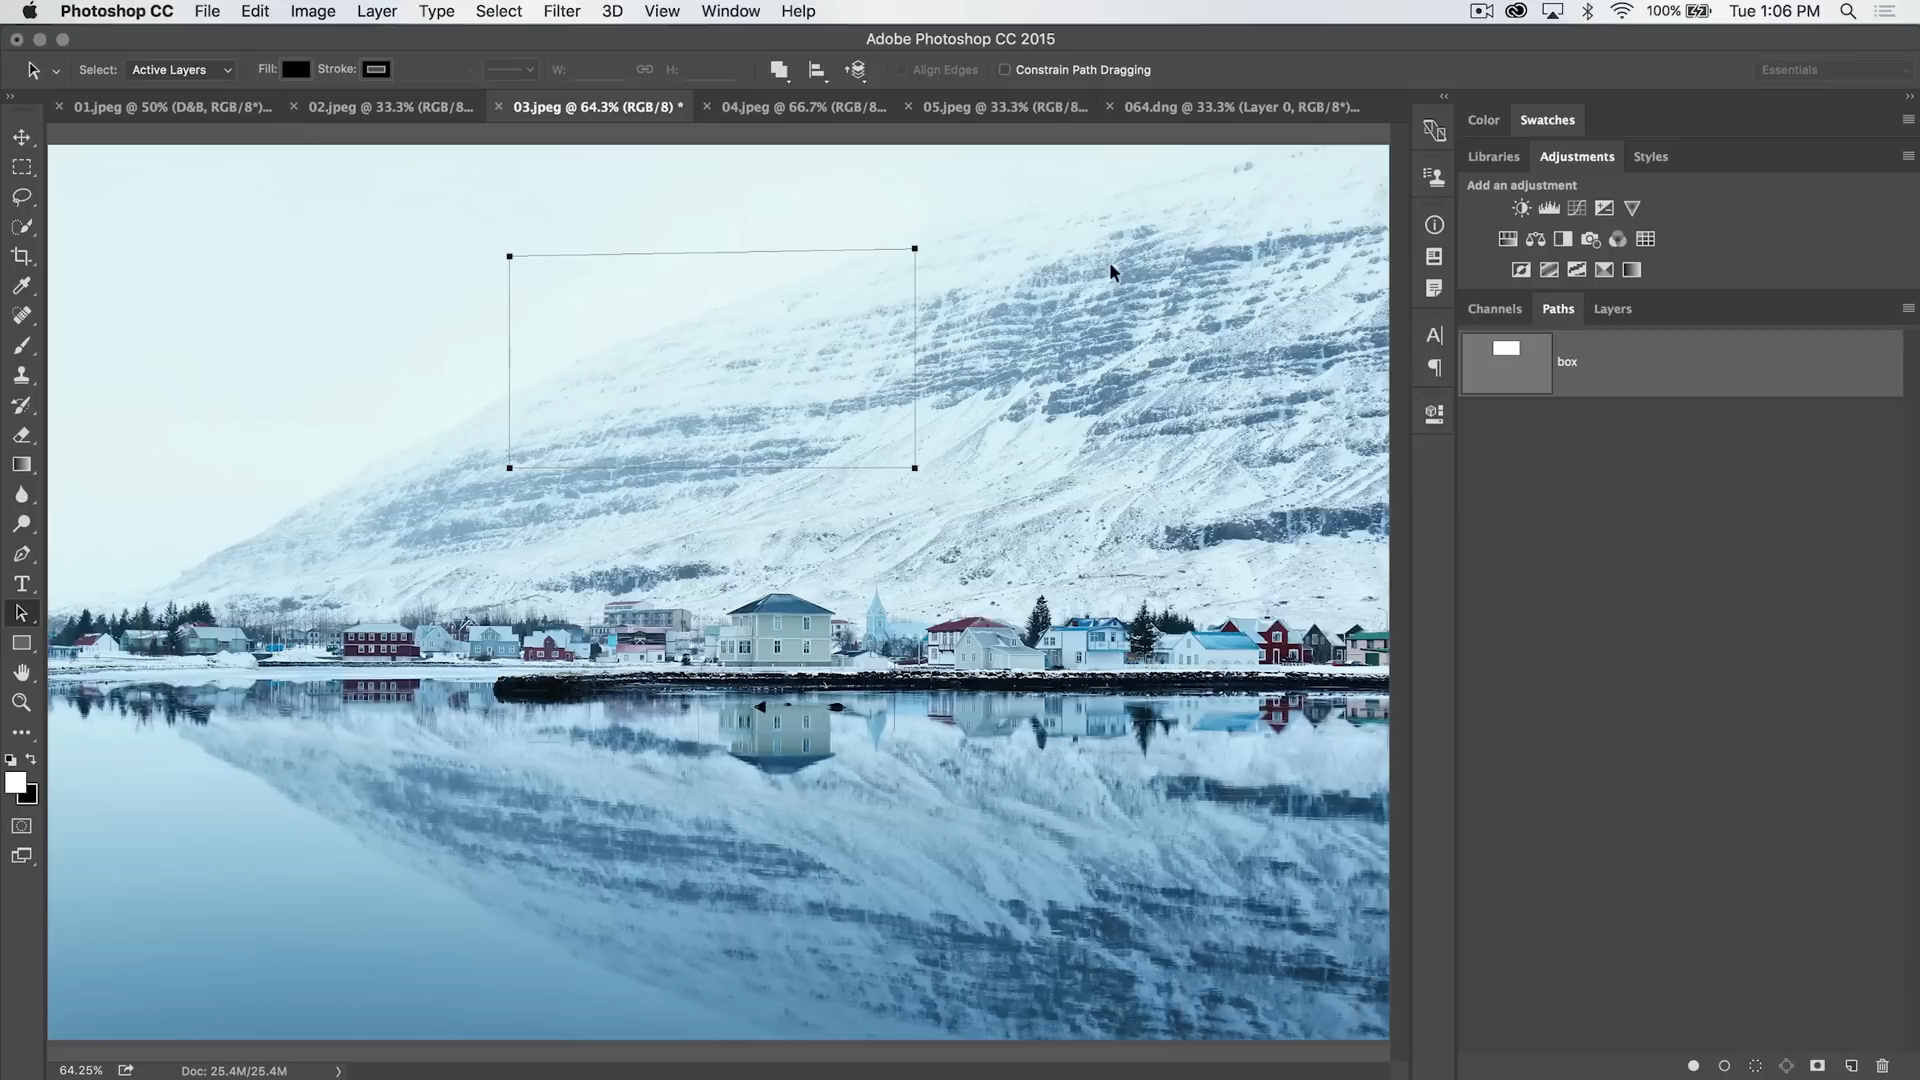 Photoshop CC File Edit Image Layer Type Select Filter 3D View Window Help 100% Tue 1:06 PM
Adobe Photoshop CC 2015
Select: Active Layers Fill: Stroke: W: H: Align Edges Constrain Path Dragging Essentials
01.jpeg @ 50% (D&B, RGB/8*)... 02.jpeg @ 33.3% (RGB/8... 03.jpeg @ 64.3% (RGB/8) * 04.jpeg @ 66.7% (RGB/8... 05.jpeg @ 33.3% (RGB/8... 064.dng @ 33.3% (Layer 0, RGB/8*)...
Color Swatches
Libraries Adjustments Styles
Add an adjustment
Channels Paths Layers
box
64.25% Doc: 25.4M/25.4M